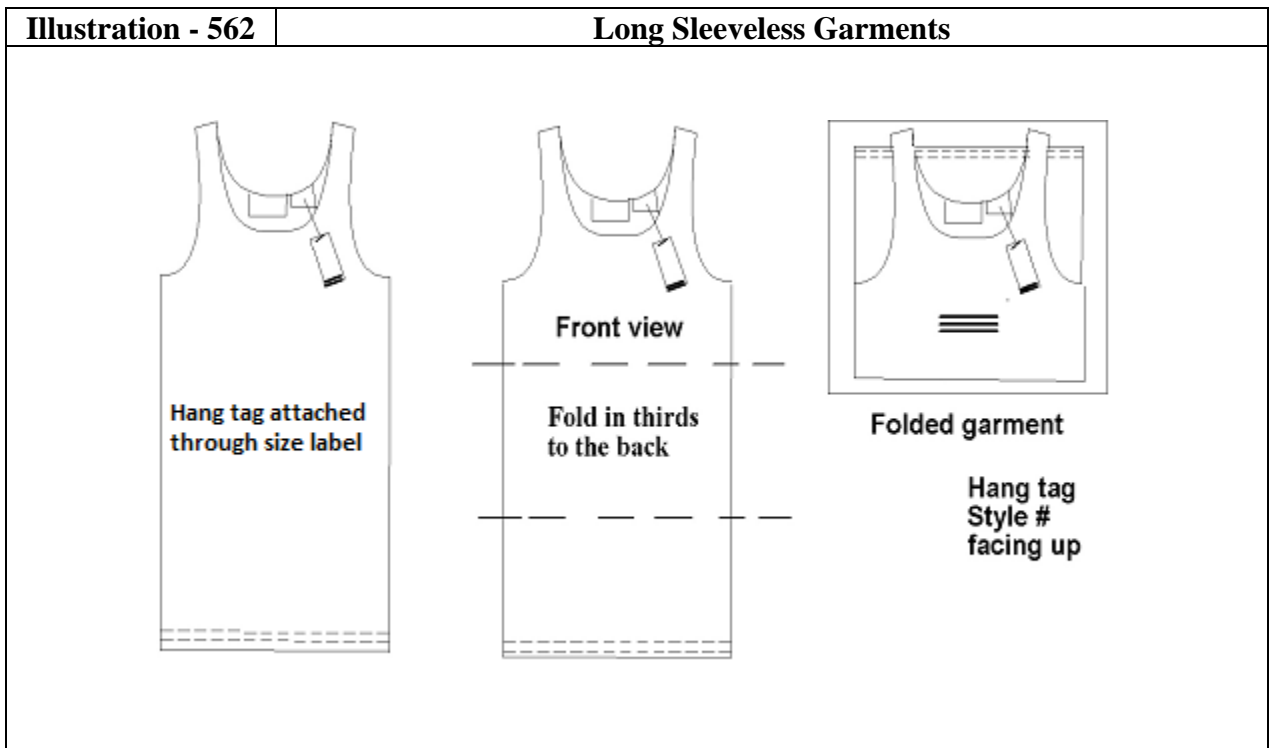 Illustration - 562
Long Sleeveless Garments
Hang tag attached
through size label
Front view
Fold in thirds
to the back
Folded garment
Hang tag
Style #
facing up